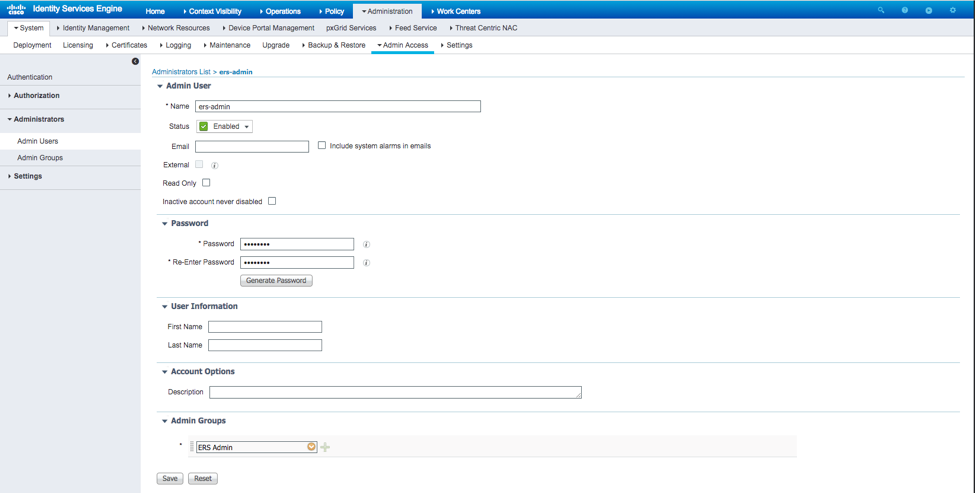 cisco Identity Services Engine Home Context Visibility Operations Policy Administration Work Centers
System Identity Management Network Resources Device Portal Management pxGrid Services Feed Service Threat Centric NAC
Deployment Licensing Certificates Logging Maintenance Upgrade Backup & Restore Admin Access Settings
Authentication
Authorization
Administrators
Admin Users
Admin Groups
Settings
Administrators List > ers-admin
Admin User
* Name ers-admin
Status Enabled
Email Include system alarms in emails
External
Read Only
Inactive account never disabled
Password
* Password ••••••••
* Re-Enter Password ••••••••
Generate Password
User Information
First Name
Last Name
Account Options
Description
Admin Groups
* ERS Admin
Save Reset